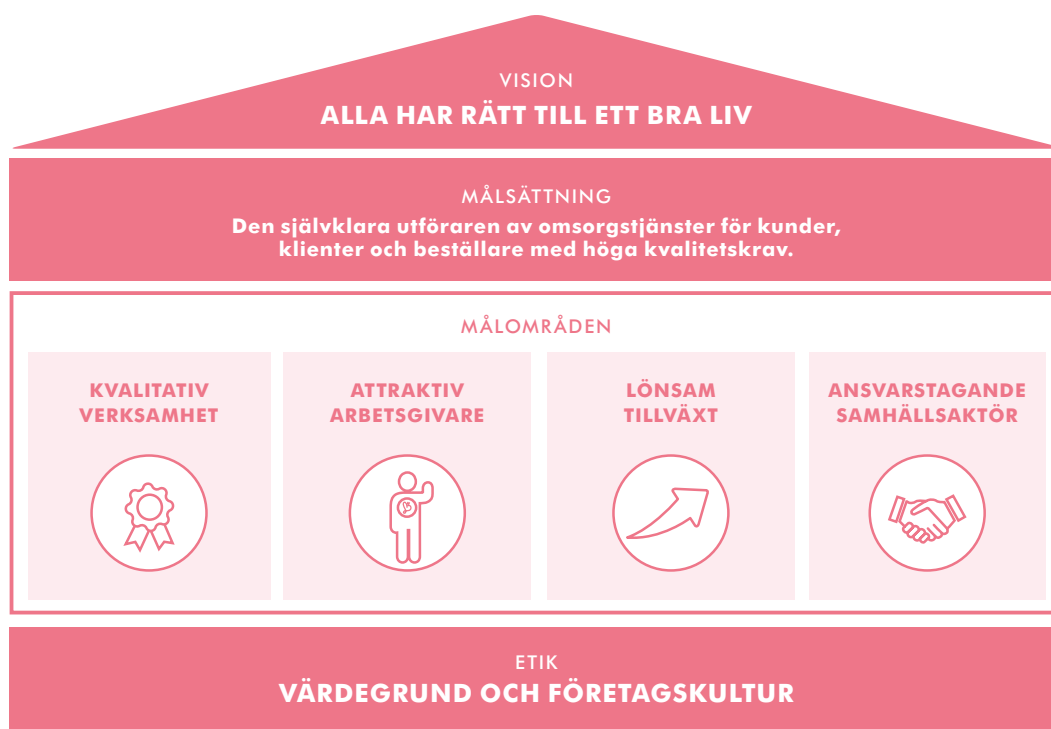 VISION
ALLA HAR RÄTT TILL ETT BRA LIV
MÅLSÄTTNING
Den självklara utföraren av omsorgstjänster för kunder,
klienter och beställare med höga kvalitetskrav.
MÅLOMRÅDEN
KVALITATIV
VERKSAMHET
ATTRAKTIV
ARBETSGIVARE
LÖNSAM
TILLVÄXT
ANSVARSTAGANDE
SAMHÄLLSAKTÖR
ETIK
VÄRDEGRUND OCH FÖRETAGSKULTUR